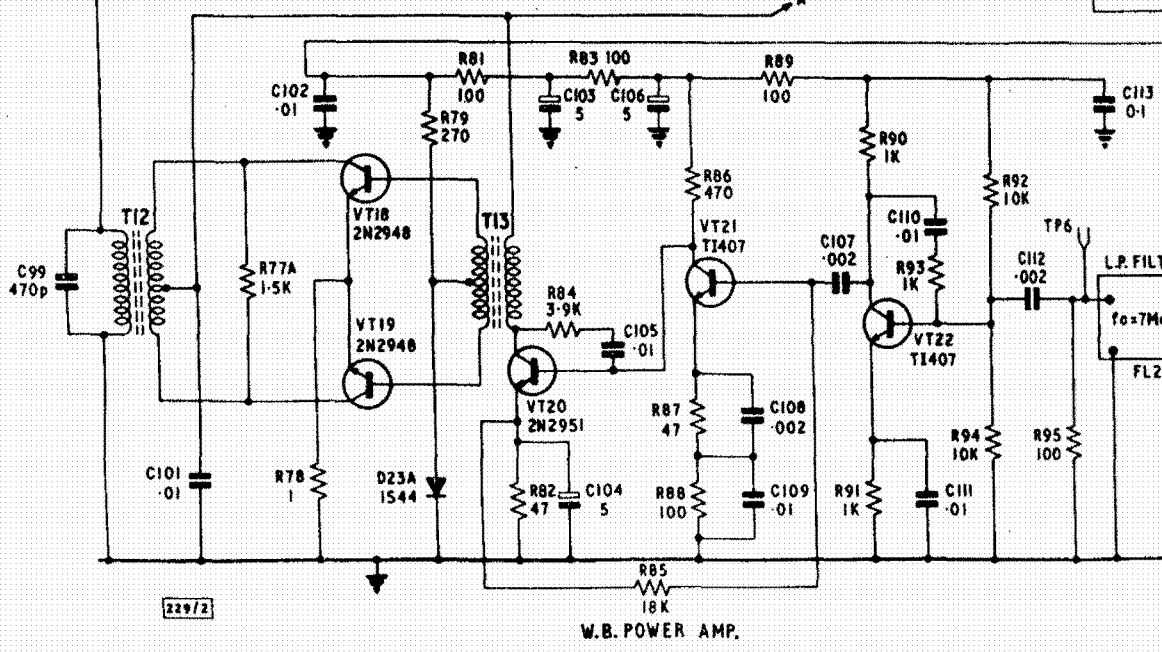 R81
100
R83 100
R89
100
C102
·01
C103
5
C106
5
C113
0·1
R79
270
R90
1K
R86
470
R92
10K
VT18
2N2948
T12
T13
VT21
TI407
C110
·01
TP6
C107
·002
C112
·002
L.P. FILT
C99
470p
R77A
1·5K
R93
1K
R84
3·9K
fo=7M
VT19
2N2948
C105
·01
VT22
TI407
FL2
VT20
2N2951
R87
47
C108
·002
R94
10K
R95
100
C101
·01
R78
1
D23A
1S44
R82
47
C104
5
R88
100
C109
·01
R91
1K
C111
·01
R85
18K
229/2
W.B. POWER AMP.